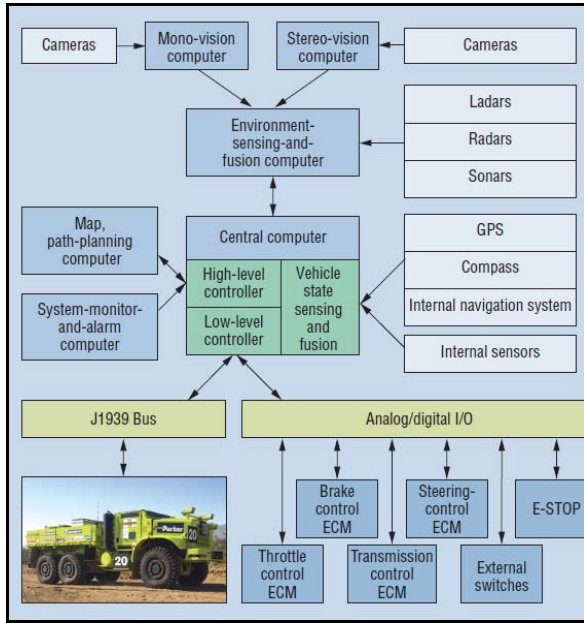 Cameras
Mono-vision
computer
Stereo-vision
computer
Cameras
Environment-
sensing-and-
fusion computer
Ladars
Radars
Sonars
Map,
path-planning
computer
System-monitor-
and-alarm
computer
Central computer
High-level
controller
Low-level
controller
Vehicle
state
sensing
and
fusion
GPS
Compass
Internal navigation system
Internal sensors
J1939 Bus
Analog/digital I/O
Parker
20
20
Brake
control
ECM
Steering-
control
ECM
E-STOP
Throttle
control
ECM
Transmission
control
ECM
External
switches